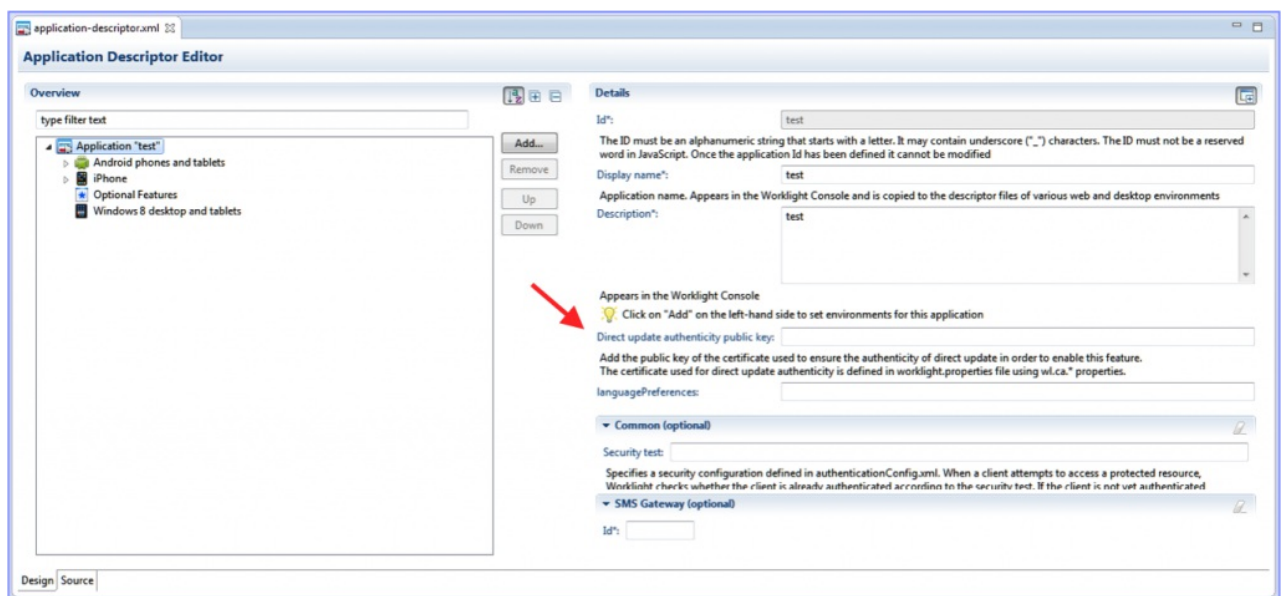 application-descriptor.xml
Application Descriptor Editor
Overview
type filter text
Application "test"
Android phones and tablets
iPhone
Optional Features
Windows 8 desktop and tablets
Add...
Remove
Up
Down
Details
Id*: test
The ID must be an alphanumeric string that starts with a letter. It may contain underscore ("_") characters. The ID must not be a reserved
word in JavaScript. Once the application Id has been defined it cannot be modified
Display name*: test
Application name. Appears in the Worklight Console and is copied to the descriptor files of various web and desktop environments
Description*: test
Appears in the Worklight Console
Click on "Add" on the left-hand side to set environments for this application
Direct update authenticity public key:
Add the public key of the certificate used to ensure the authenticity of direct update in order to enable this feature.
The certificate used for direct update authenticity is defined in worklight.properties file using wl.ca.* properties.
languagePreferences:
Common (optional)
Security test:
Specifies a security configuration defined in authenticationConfig.xml. When a client attempts to access a protected resource,
Worklight checks whether the client is already authenticated according to the security test. If the client is not yet authenticated
SMS Gateway (optional)
Id*:
Design Source